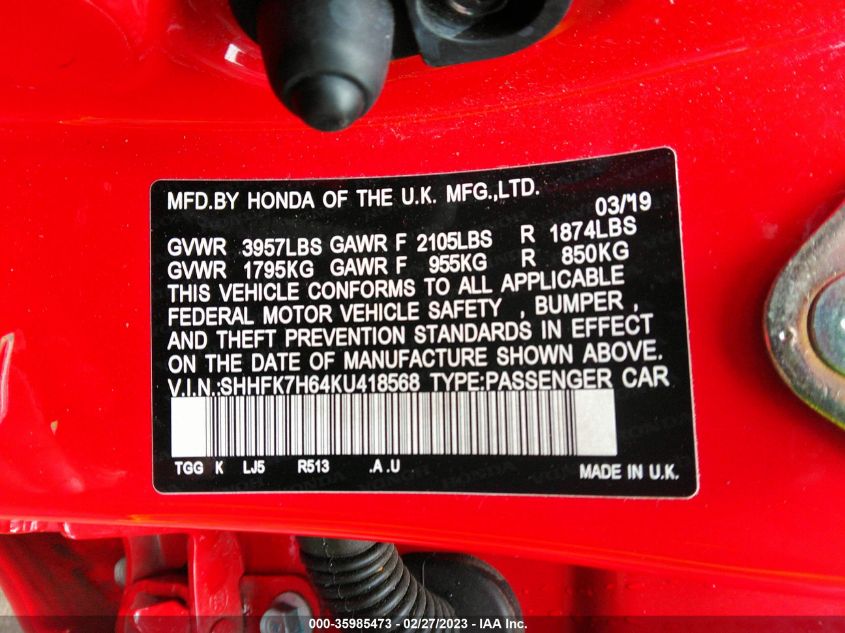 MFD.BY HONDA OF THE U.K. MFG.,LTD.
03/19
GVWR 3957LBS GAWR F 2105LBS R 1874LBS
GVWR 1795KG GAWR F 955KG R 850KG
THIS VEHICLE CONFORMS TO ALL APPLICABLE
FEDERAL MOTOR VEHICLE SAFETY , BUMPER ,
AND THEFT PREVENTION STANDARDS IN EFFECT
ON THE DATE OF MANUFACTURE SHOWN ABOVE.
V.I.N.:SHHFK7H64KU418568 TYPE:PASSENGER CAR
TGG K LJ5 R513 .A .U MADE IN U.K.
000-35985473 - 02/27/2023 - IAA Inc.